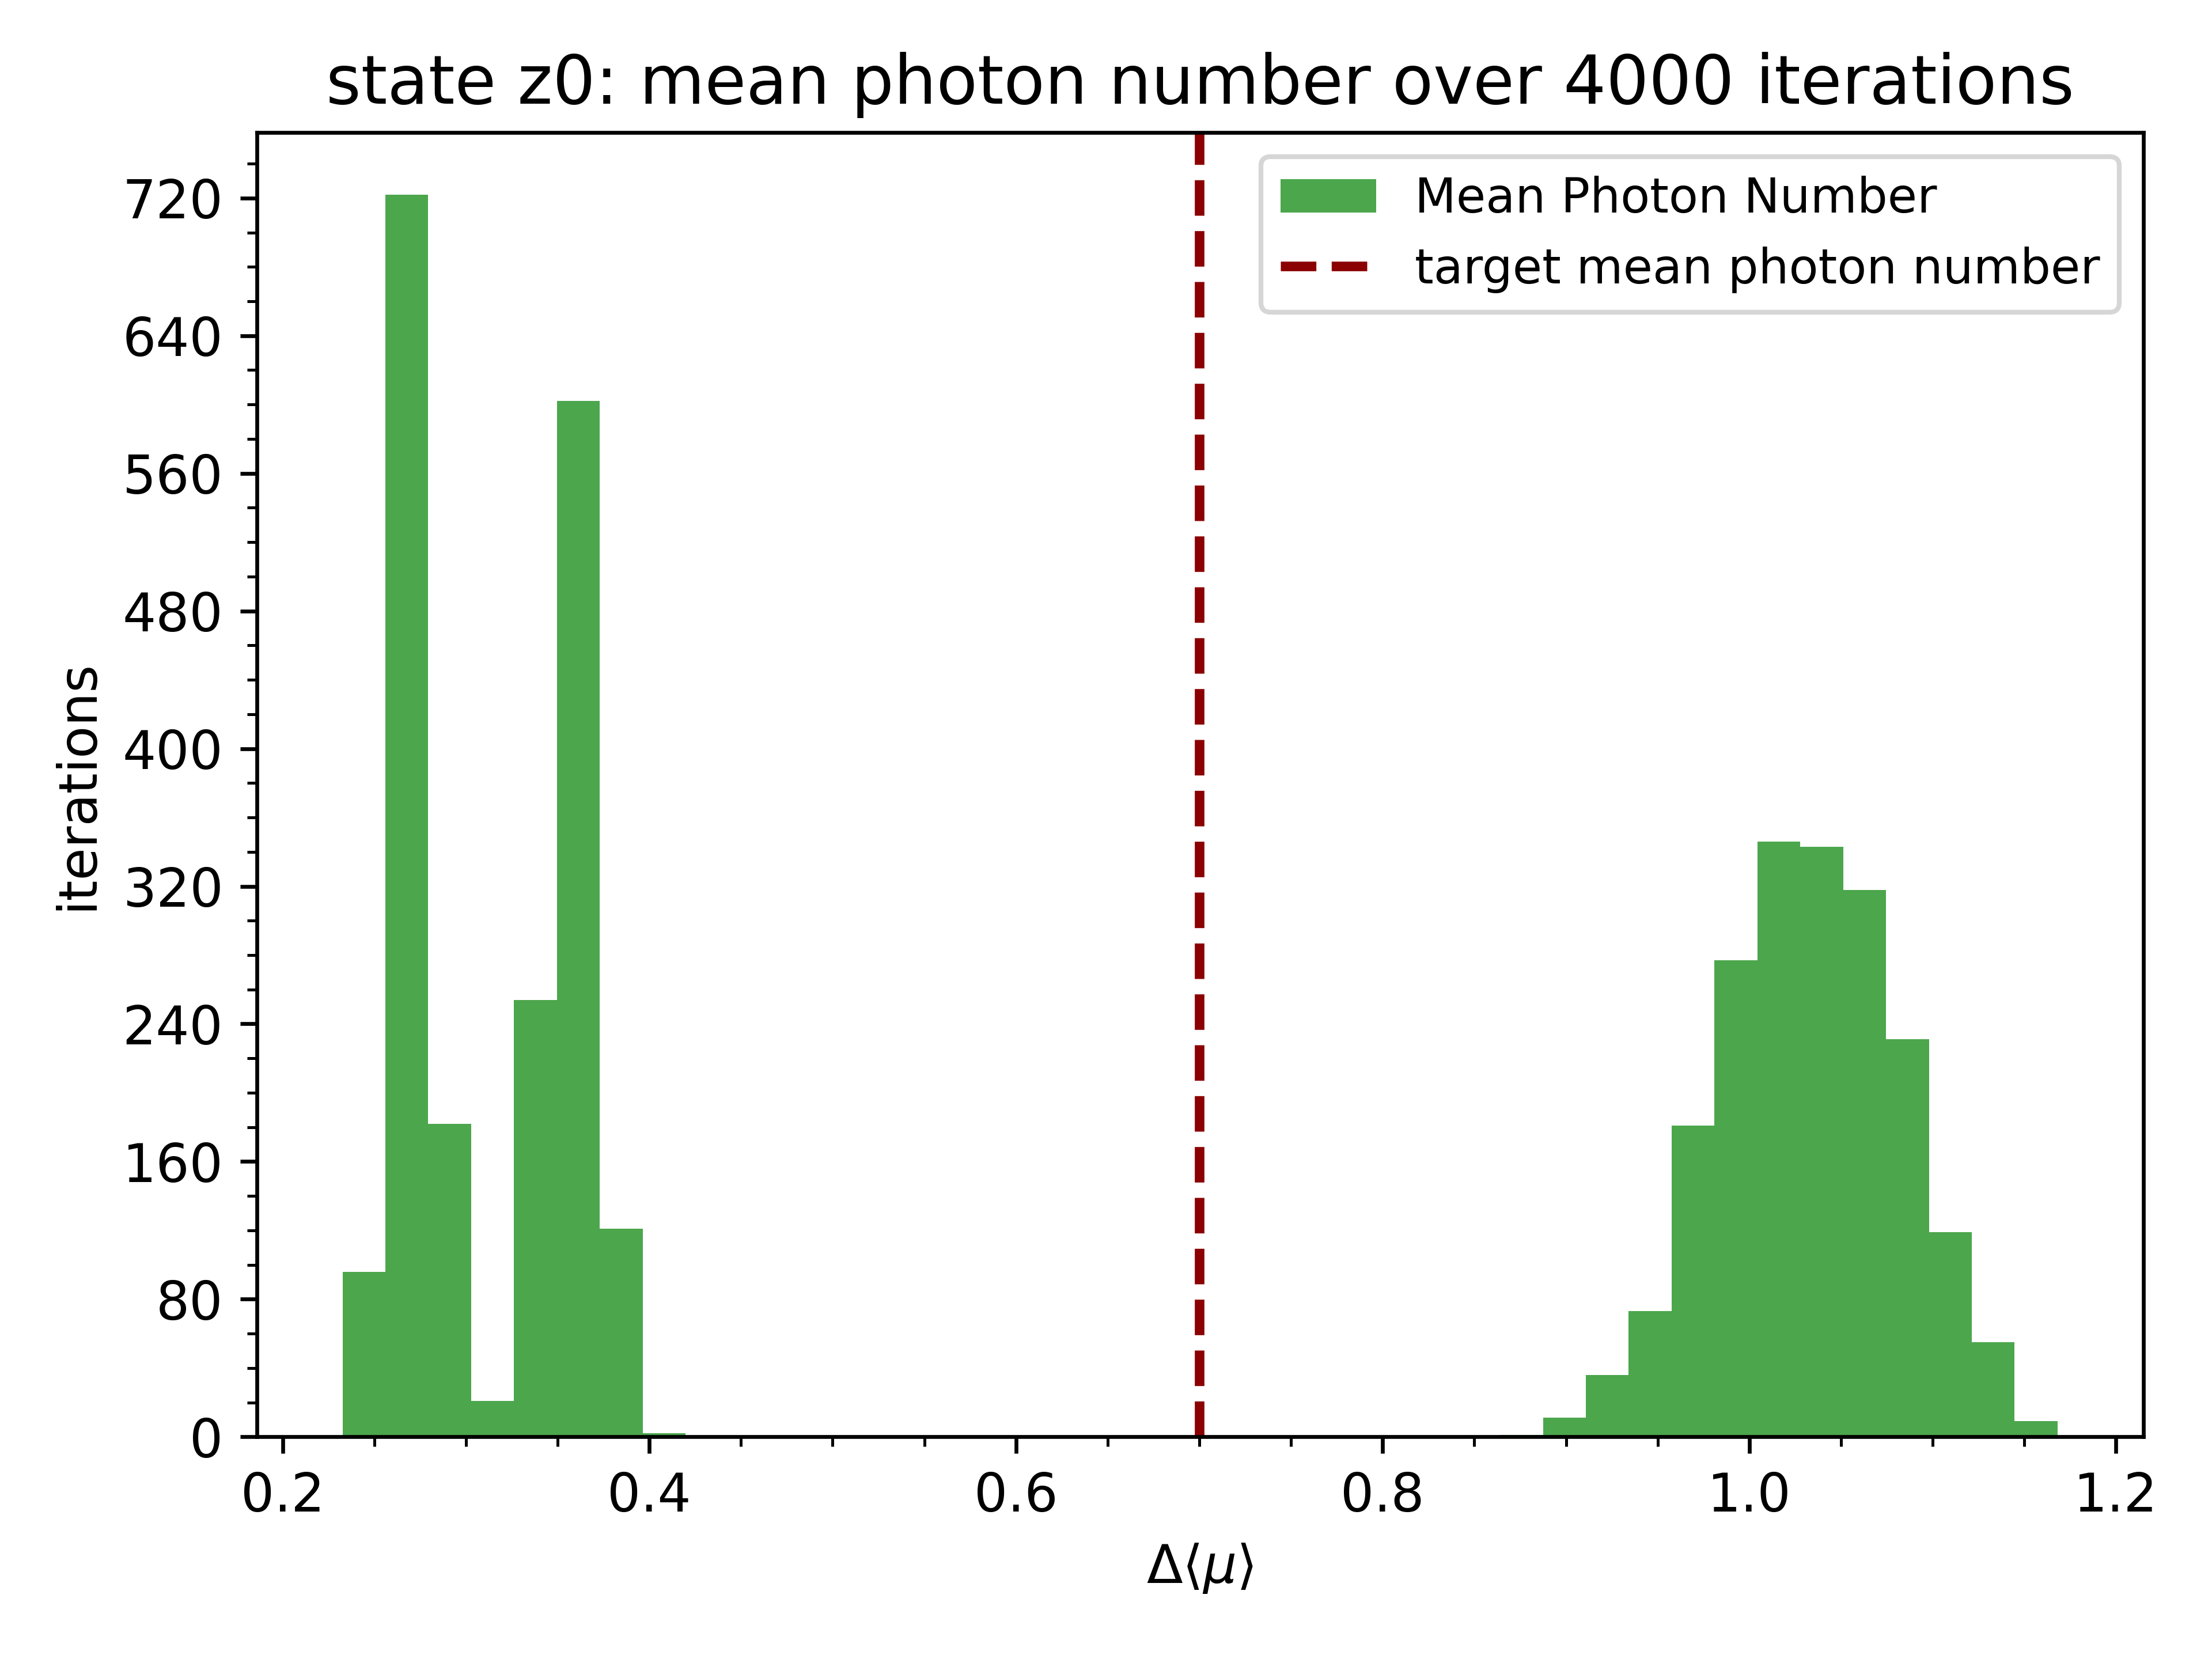 state z0: mean photon number over 4000 iterations
Mean Photon Number
target mean photon number
720
640
560
480
400
320
240
160
80
0
iterations
0.2 0.4 0.6 0.8 1.0 1.2
Δ⟨μ⟩